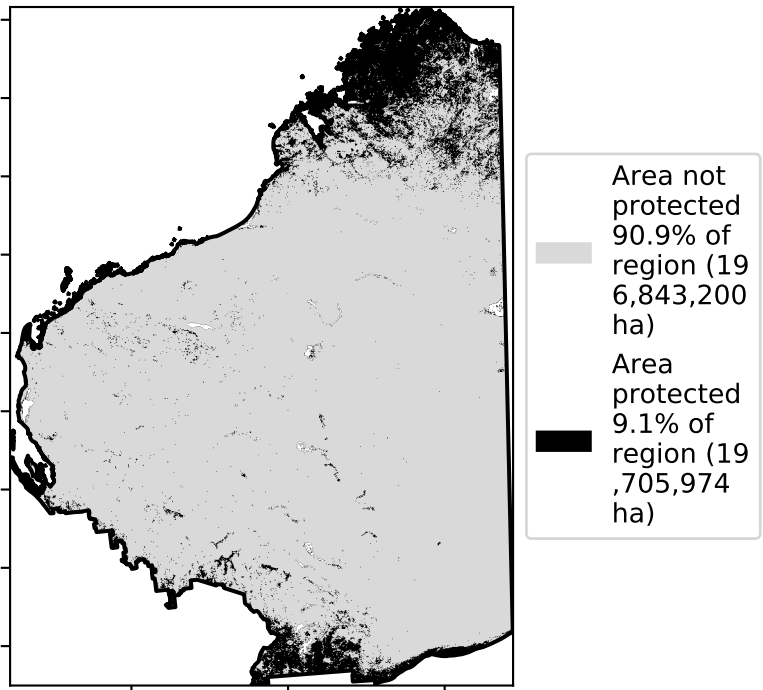 Area not
protected
90.9% of
region (19
6,843,200
ha)
Area
protected
9.1% of
region (19
,705,974
ha)